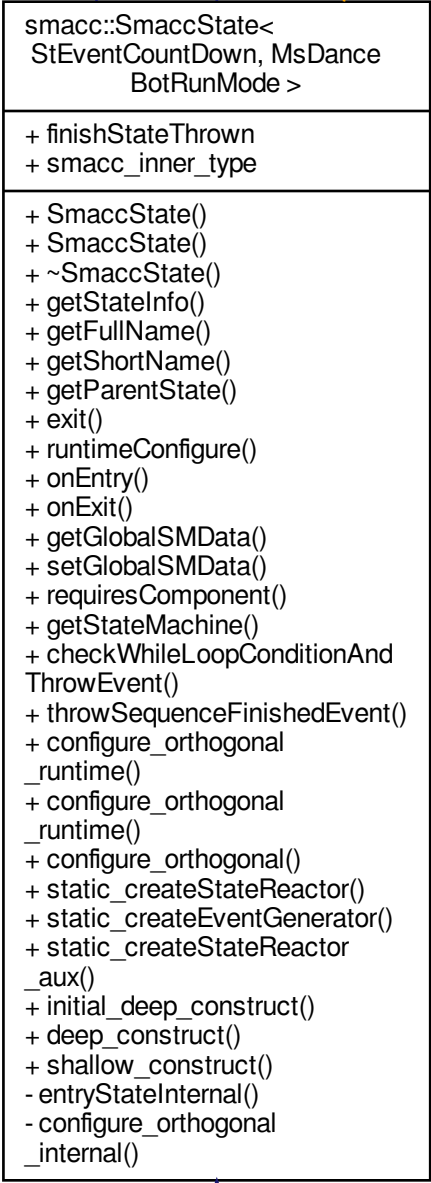 smacc::SmaccState<
StEventCountDown, MsDance
BotRunMode >
+ finishStateThrown
+ smacc_inner_type
+ SmaccState()
+ SmaccState()
+ ~SmaccState()
+ getStateInfo()
+ getFullName()
+ getShortName()
+ getParentState()
+ exit()
+ runtimeConfigure()
+ onEntry()
+ onExit()
+ getGlobalSMData()
+ setGlobalSMData()
+ requiresComponent()
+ getStateMachine()
+ checkWhileLoopConditionAnd
ThrowEvent()
+ throwSequenceFinishedEvent()
+ configure_orthogonal
_runtime()
+ configure_orthogonal
_runtime()
+ configure_orthogonal()
+ static_createStateReactor()
+ static_createEventGenerator()
+ static_createStateReactor
_aux()
+ initial_deep_construct()
+ deep_construct()
+ shallow_construct()
- entryStateInternal()
- configure_orthogonal
_internal()